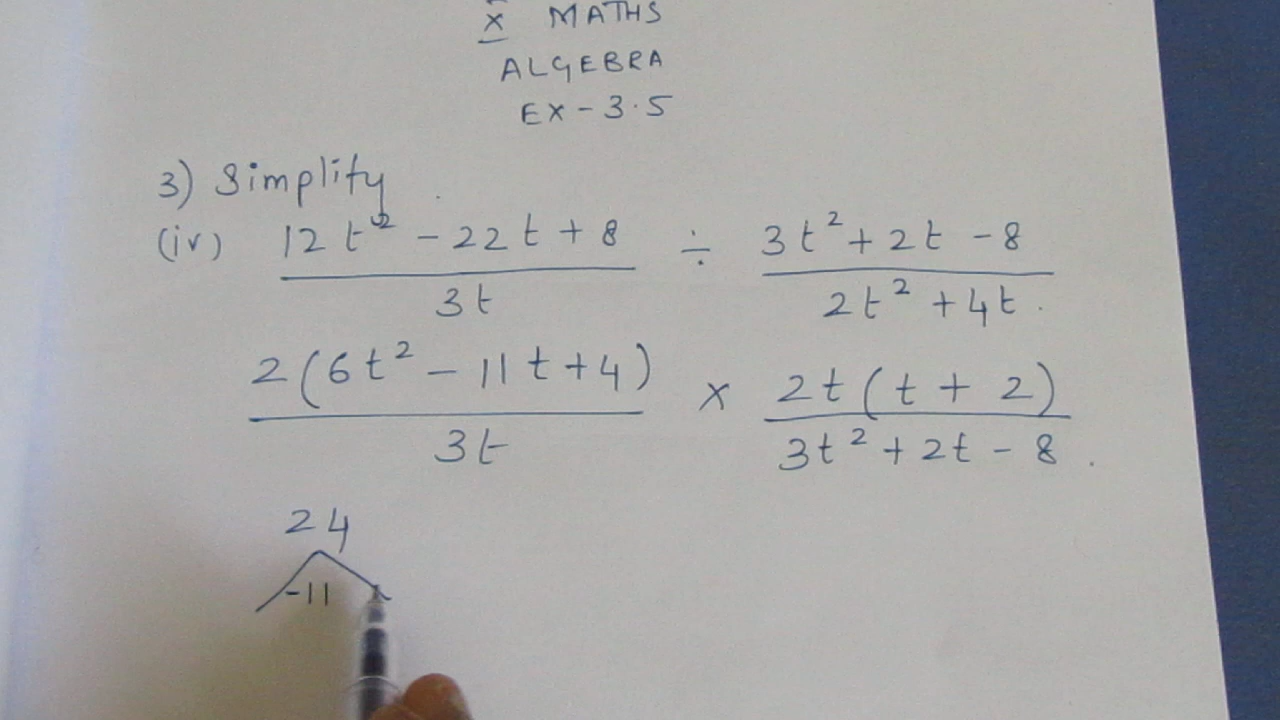 X MATHS
ALGEBRA
EX - 3.5
3) Simplify
(iv) 12t² - 22t + 8 / 3t ÷ 3t² + 2t - 8 / 2t² + 4t.
2(6t² - 11t + 4) / 3t × 2t(t + 2) / 3t² + 2t - 8.
24
-11